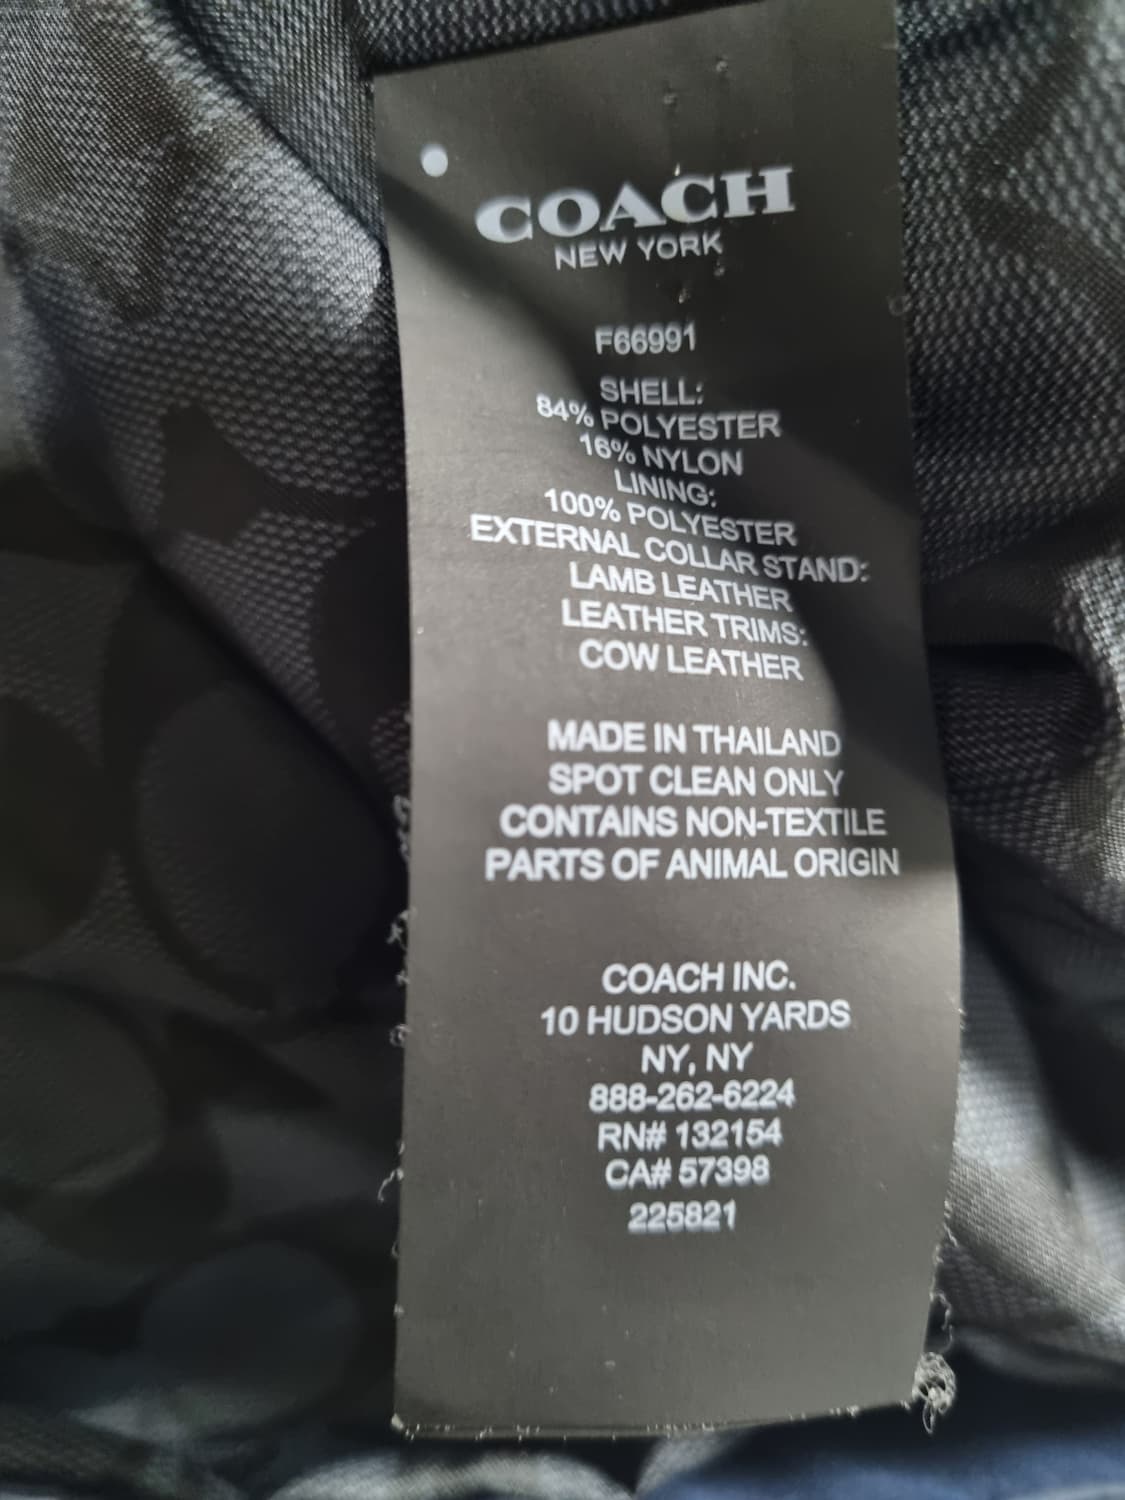 COACH
NEW YORK
F66991
SHELL:
84% POLYESTER
16% NYLON
LINING:
100% POLYESTER
EXTERNAL COLLAR STAND:
LAMB LEATHER
LEATHER TRIMS:
COW LEATHER
MADE IN THAILAND
SPOT CLEAN ONLY
CONTAINS NON-TEXTILE
PARTS OF ANIMAL ORIGIN
COACH INC.
10 HUDSON YARDS
NY, NY
888-262-6224
RN# 132154
CA# 57398
225821